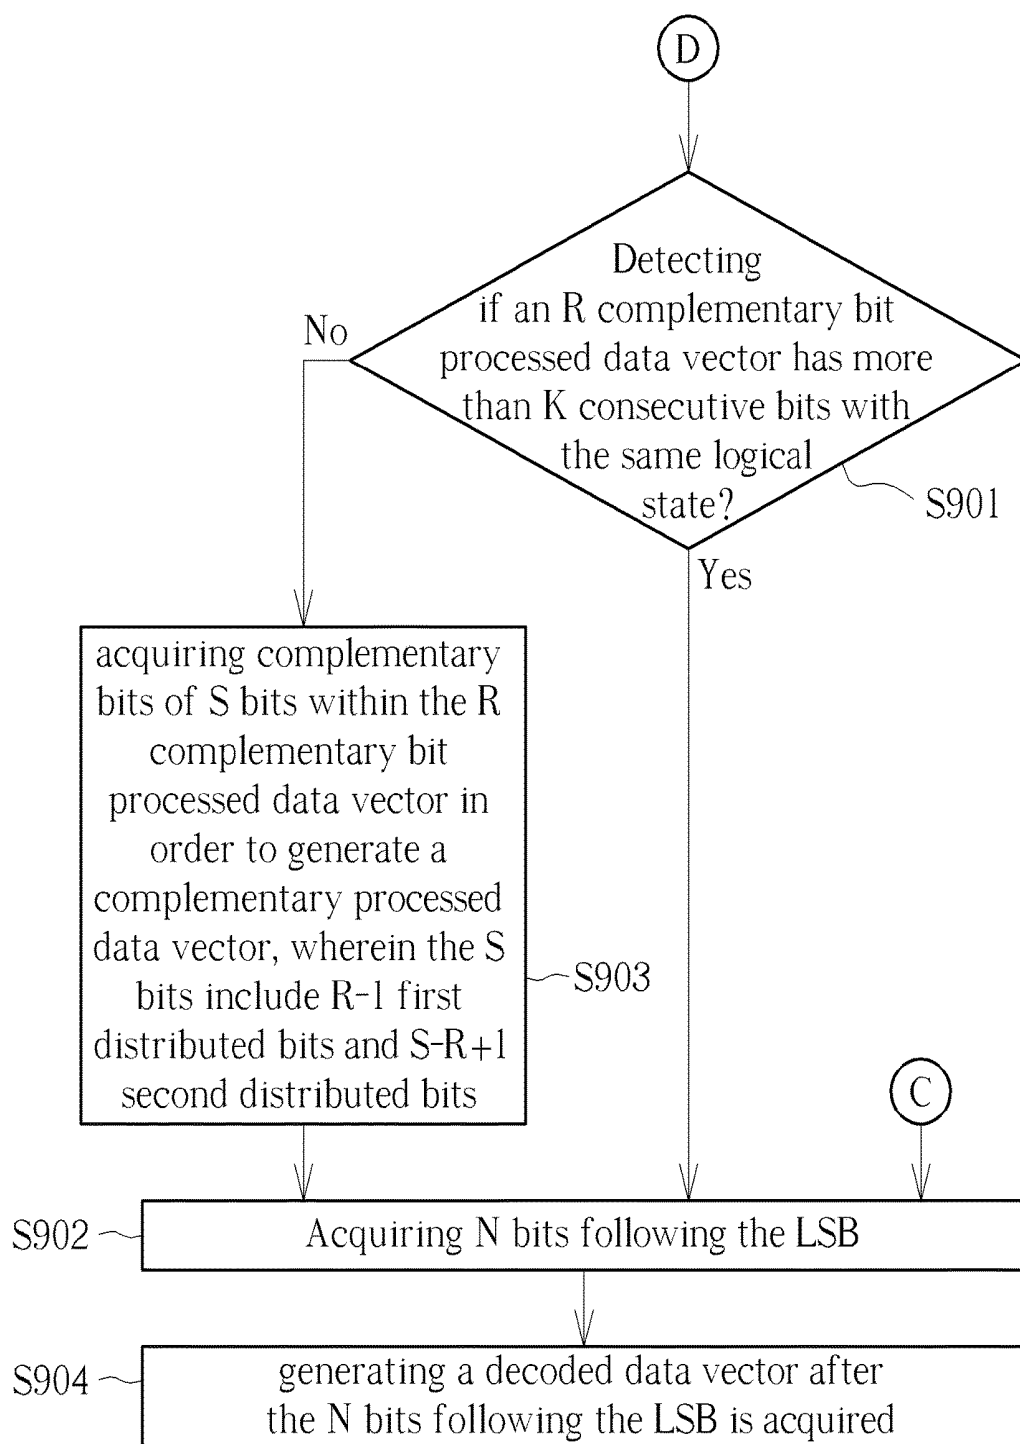 D
Detecting
if an R complementary bit
processed data vector has more
than K consecutive bits with
the same logical
state?
No
S901
Yes
acquiring complementary
bits of S bits within the R
complementary bit
processed data vector in
order to generate a
complementary processed
data vector, wherein the S
bits include R-1 first
distributed bits and S-R+1
second distributed bits
S903
C
S902
Acquiring N bits following the LSB
S904
generating a decoded data vector after
the N bits following the LSB is acquired